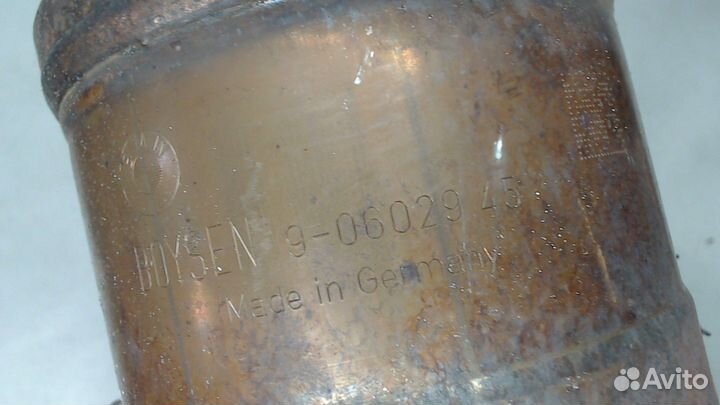 BOYSEN 9-06029 45
Made in Germany
Avito